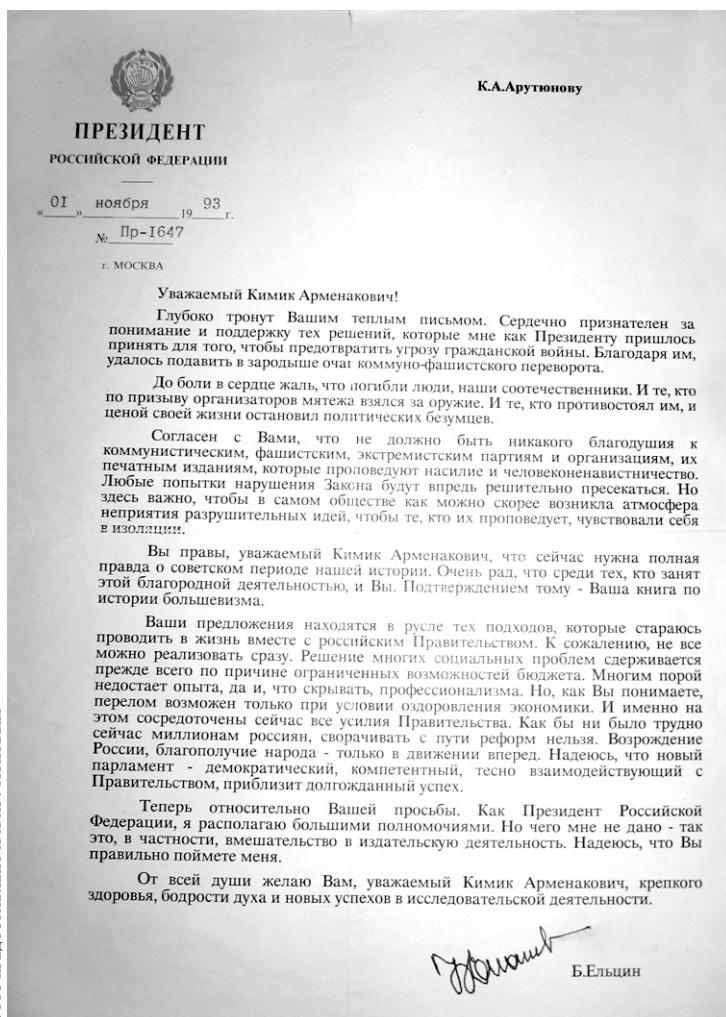 К.А.Арутюнову
ПРЕЗИДЕНТ
РОССИЙСКОЙ ФЕДЕРАЦИИ
«01» ноября 1993 г.
№ Пр-1647
г. МОСКВА
Уважаемый Кимик Арменакович!
Глубоко тронут Вашим теплым письмом. Сердечно признателен за
понимание и поддержку тех решений, которые мне как Президенту пришлось
принять для того, чтобы предотвратить угрозу гражданской войны. Благодаря им,
удалось подавить в зародыше очаг коммуно-фашистского переворота.
До боли в сердце жаль, что погибли люди, наши соотечественники. И те, кто
по призыву организаторов мятежа взялся за оружие. И те, кто противостоял им, и
ценой своей жизни остановил политических безумцев.
Согласен с Вами, что не должно быть никакого благодушия к
коммунистическим, фашистским, экстремистским партиям и организациям, их
печатным изданиям, которые проповедуют насилие и человеконенавистничество.
Любые попытки нарушения Закона будут впредь решительно пресекаться. Но
здесь важно, чтобы в самом обществе как можно скорее возникла атмосфера
неприятия разрушительных идей, чтобы те, кто их проповедует, чувствовали себя
в изоляции.
Вы правы, уважаемый Кимик Арменакович, что сейчас нужна полная
правда о советском периоде нашей истории. Очень рад, что среди тех, кто занят
этой благородной деятельностью, и Вы. Подтверждением тому - Ваша книга по
истории большевизма.
Ваши предложения находятся в русле тех подходов, которые стараюсь
проводить в жизнь вместе с российским Правительством. К сожалению, не все
можно реализовать сразу. Решение многих социальных проблем сдерживается
прежде всего по причине ограниченных возможностей бюджета. Многим порой
недостает опыта, да и, что скрывать, профессионализма. Но, как Вы понимаете,
перелом возможен только при условии оздоровления экономики. И именно на
этом сосредоточены сейчас все усилия Правительства. Как бы ни было трудно
сейчас миллионам россиян, сворачивать с пути реформ нельзя. Возрождение
России, благополучие народа - только в движении вперед. Надеюсь, что новый
парламент - демократический, компетентный, тесно взаимодействующий с
Правительством, приблизит долгожданный успех.
Теперь относительно Вашей просьбы. Как Президент Российской
Федерации, я располагаю большими полномочиями. Но чего мне не дано - так
это, в частности, вмешательство в издательскую деятельность. Надеюсь, что Вы
правильно поймете меня.
От всей души желаю Вам, уважаемый Кимик Арменакович, крепкого
здоровья, бодрости духа и новых успехов в исследовательской деятельности.
Б.Ельцин